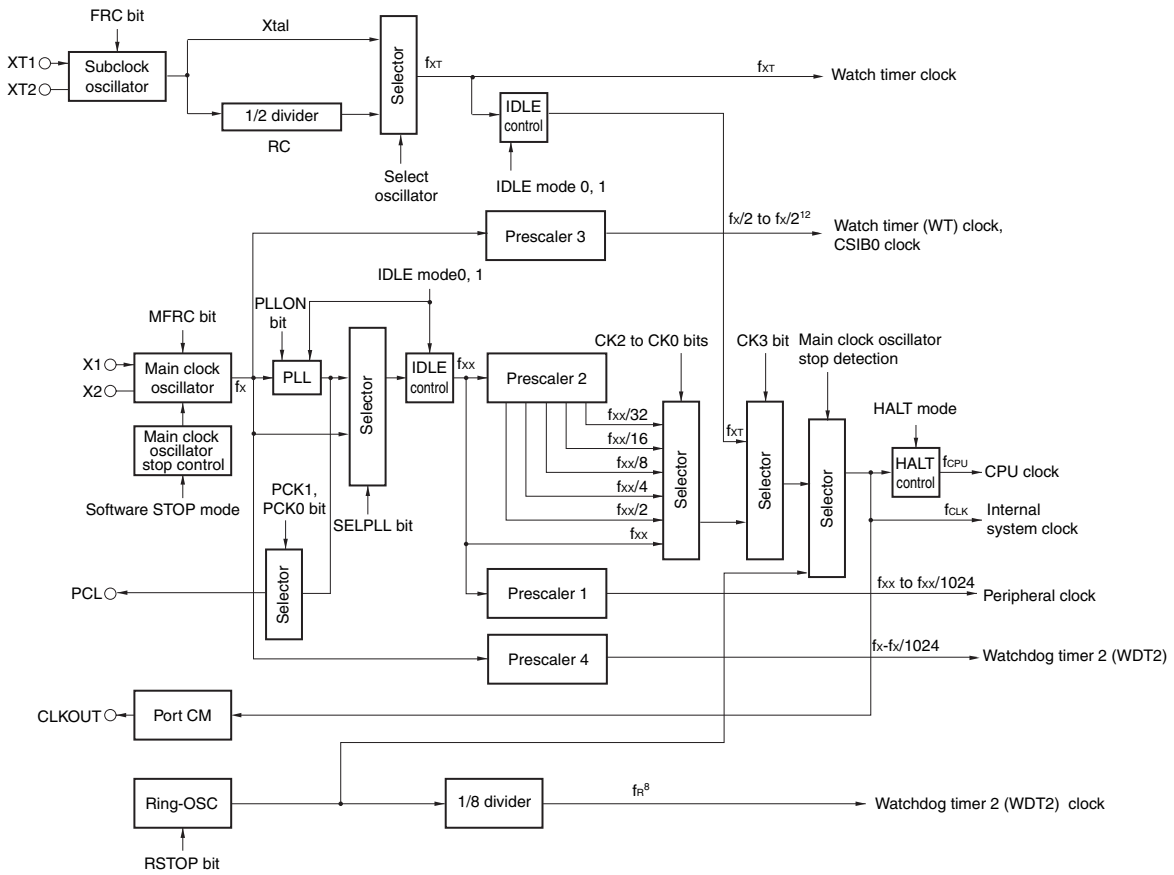 FRC bit
XT1
XT2
Subclock
oscillator
Xtal
1/2 divider
RC
Selector
Select
oscillator
fXT
IDLE
control
IDLE mode 0, 1
fXT
Watch timer clock
Prescaler 3
fX/2 to fX/2¹²
Watch timer (WT) clock,
CSIB0 clock
IDLE mode0, 1
PLLON
bit
MFRC bit
X1
X2
Main clock
oscillator
fX
PLL
Selector
IDLE
control
fXX
Prescaler 2
Main clock
oscillator
stop control
Software STOP mode
PCK1,
PCK0 bit
SELPLL bit
fXX/32
fXX/16
fXX/8
fXX/4
fXX/2
fXX
CK2 to CK0 bits
Selector
CK3 bit
fXT
Selector
Main clock oscillator
stop detection
Selector
HALT mode
HALT
control
fCPU
CPU clock
fCLK
Internal
system clock
PCL
Selector
Prescaler 1
fXX to fXX/1024
Peripheral clock
Prescaler 4
fX-fX/1024
Watchdog timer 2 (WDT2)
CLKOUT
Port CM
Ring-OSC
1/8 divider
fR⁸
Watchdog timer 2 (WDT2) clock
RSTOP bit